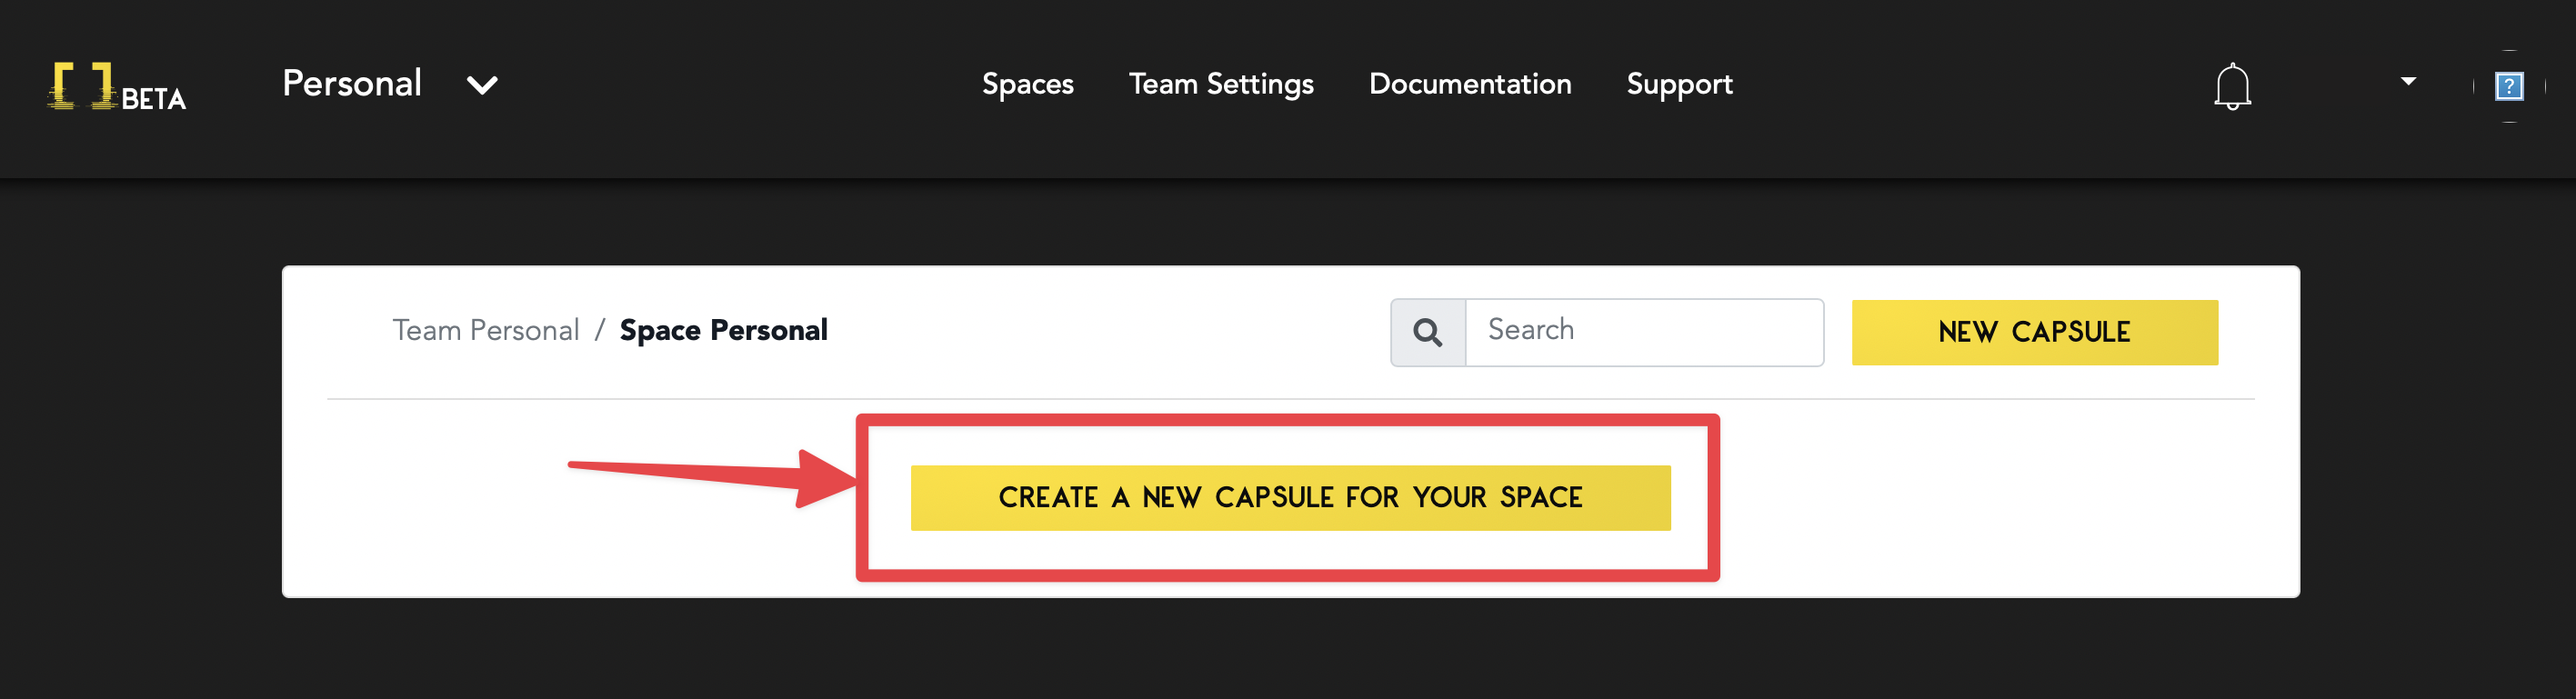 [ ] BETA Personal Spaces Team Settings Documentation Support ?
Team Personal / Space Personal Search NEW CAPSULE
CREATE A NEW CAPSULE FOR YOUR SPACE